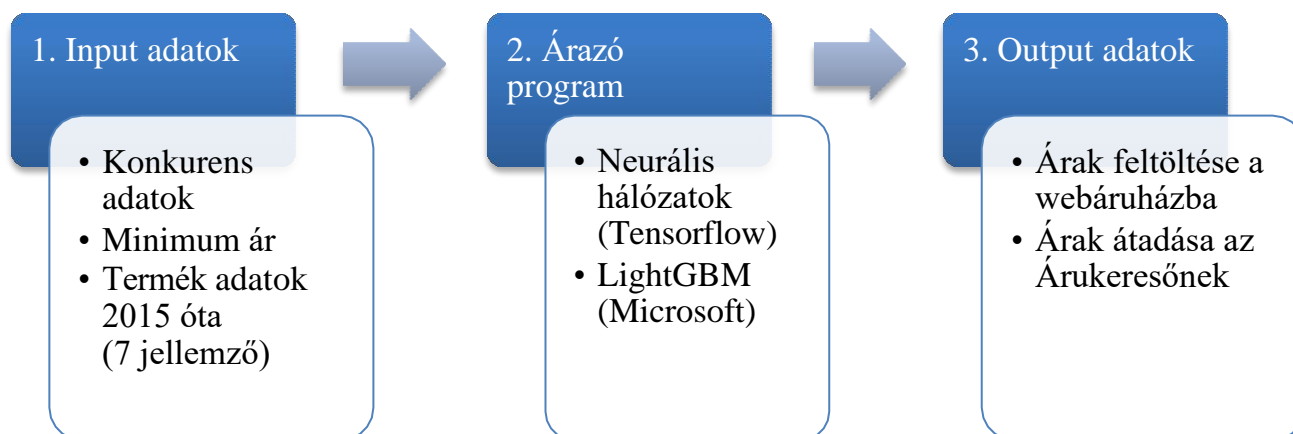 1. Input adatok
• Konkurens
adatok
• Minimum ár
• Termék adatok
2015 óta
(7 jellemző)
2. Árazó
program
• Neurális
hálózatok
(Tensorflow)
• LightGBM
(Microsoft)
3. Output adatok
• Árak feltöltése a
webáruházba
• Árak átadása az
Árukeresőnek